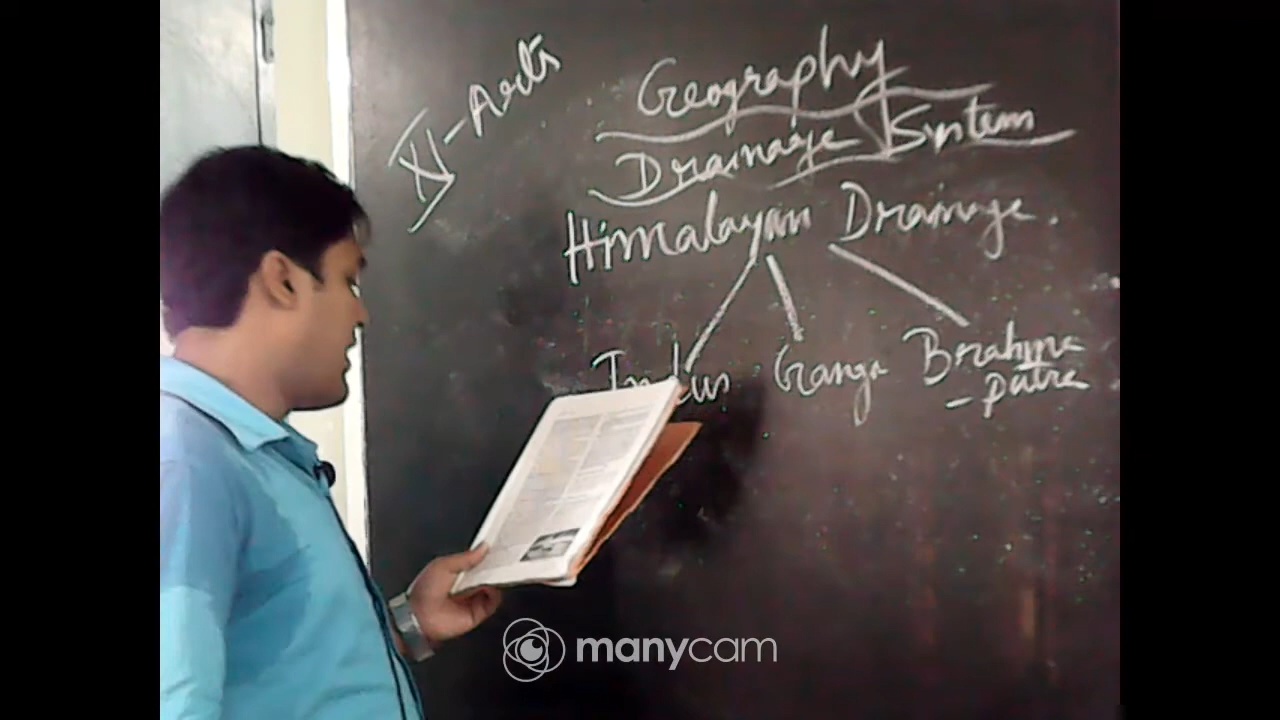 XI-Arts
Geography
Drainage System
Himalayan Drainage.
Indus Ganga Brahma
-putra
manycam